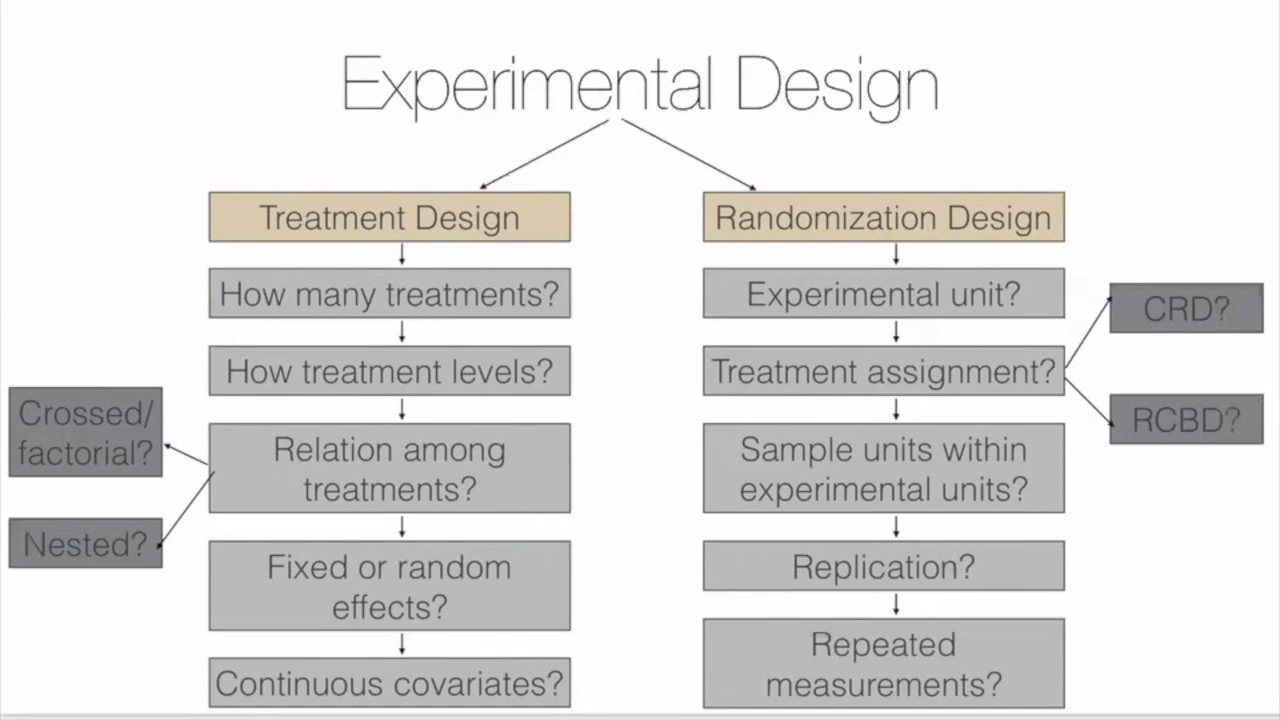 Experimental Design
Treatment Design
How many treatments?
How treatment levels?
Relation among
treatments?
Crossed/
factorial?
Nested?
Fixed or random
effects?
Continuous covariates?
Randomization Design
Experimental unit?
Treatment assignment?
CRD?
RCBD?
Sample units within
experimental units?
Replication?
Repeated
measurements?